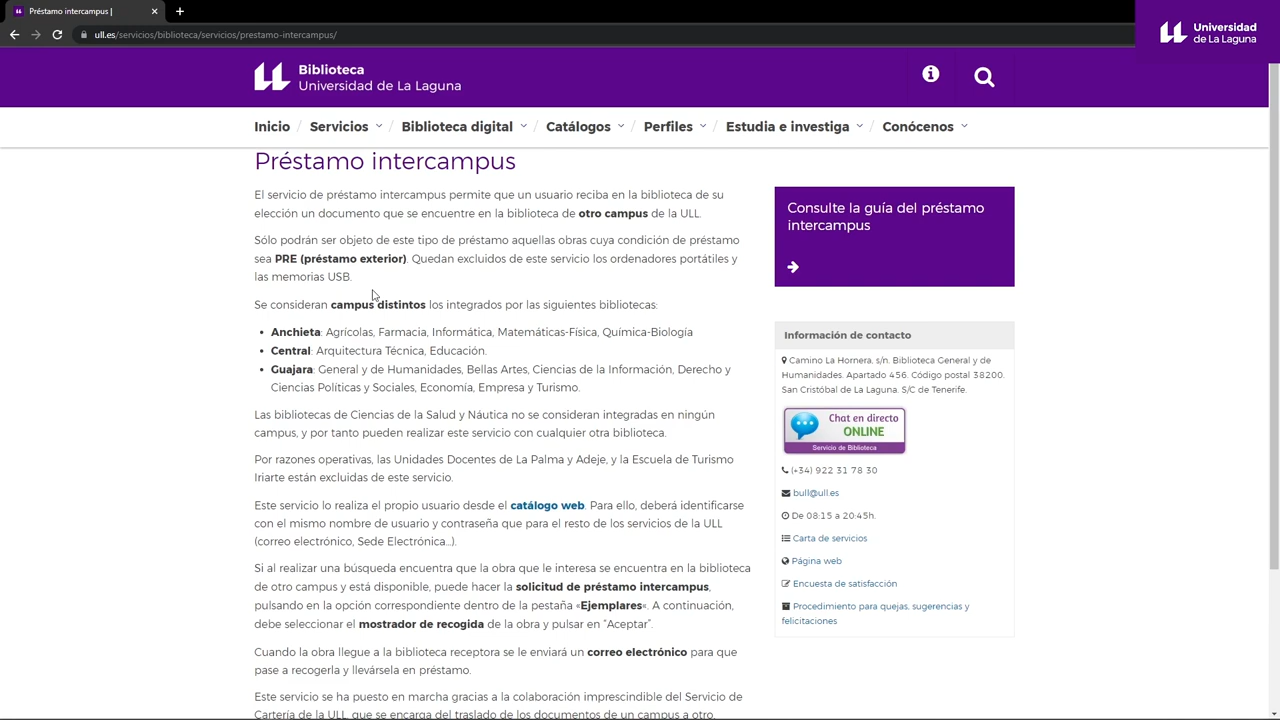 Préstamo intercampus |
ull.es/servicios/biblioteca/servicios/prestamo-intercampus/
Universidad
de La Laguna
Biblioteca
Universidad de La Laguna
Inicio / Servicios / Biblioteca digital / Catálogos / Perfiles / Estudia e investiga / Conócenos
Préstamo intercampus
El servicio de préstamo intercampus permite que un usuario reciba en la biblioteca de su
elección un documento que se encuentre en la biblioteca de otro campus de la ULL.
Sólo podrán ser objeto de este tipo de préstamo aquellas obras cuya condición de préstamo
sea PRE (préstamo exterior). Quedan excluidos de este servicio los ordenadores portátiles y
las memorias USB.
Se consideran campus distintos los integrados por las siguientes bibliotecas:
• Anchieta: Agrícolas, Farmacia, Informática, Matemáticas-Física, Química-Biología
• Central: Arquitectura Técnica, Educación.
• Guajara: General y de Humanidades, Bellas Artes, Ciencias de la Información, Derecho y
Ciencias Políticas y Sociales, Economía, Empresa y Turismo.
Las bibliotecas de Ciencias de la Salud y Náutica no se consideran integradas en ningún
campus, y por tanto pueden realizar este servicio con cualquier otra biblioteca.
Por razones operativas, las Unidades Docentes de La Palma y Adeje, y la Escuela de Turismo
Iriarte están excluidas de este servicio.
Este servicio lo realiza el propio usuario desde el catálogo web. Para ello, deberá identificarse
con el mismo nombre de usuario y contraseña que para el resto de los servicios de la ULL
(correo electrónico, Sede Electrónica…).
Si al realizar una búsqueda encuentra que la obra que le interesa se encuentra en la biblioteca
de otro campus y está disponible, puede hacer la solicitud de préstamo intercampus,
pulsando en la opción correspondiente dentro de la pestaña «Ejemplares«. A continuación,
debe seleccionar el mostrador de recogida de la obra y pulsar en “Aceptar”.
Cuando la obra llegue a la biblioteca receptora se le enviará un correo electrónico para que
pase a recogerla y llevársela en préstamo.
Este servicio se ha puesto en marcha gracias a la colaboración imprescindible del Servicio de
Cartería de la ULL, que se encarga del traslado de los documentos de un campus a otro.
Consulte la guía del préstamo
intercampus
Información de contacto
Camino La Hornera, s/n. Biblioteca General y de
Humanidades. Apartado 456. Código postal 38200.
San Cristóbal de La Laguna. S/C de Tenerife.
Chat en directo
ONLINE
Servicio de Biblioteca
(+34) 922 31 78 30
bull@ull.es
De 08:15 a 20:45h.
Carta de servicios
Página web
Encuesta de satisfacción
Procedimiento para quejas, sugerencias y
felicitaciones